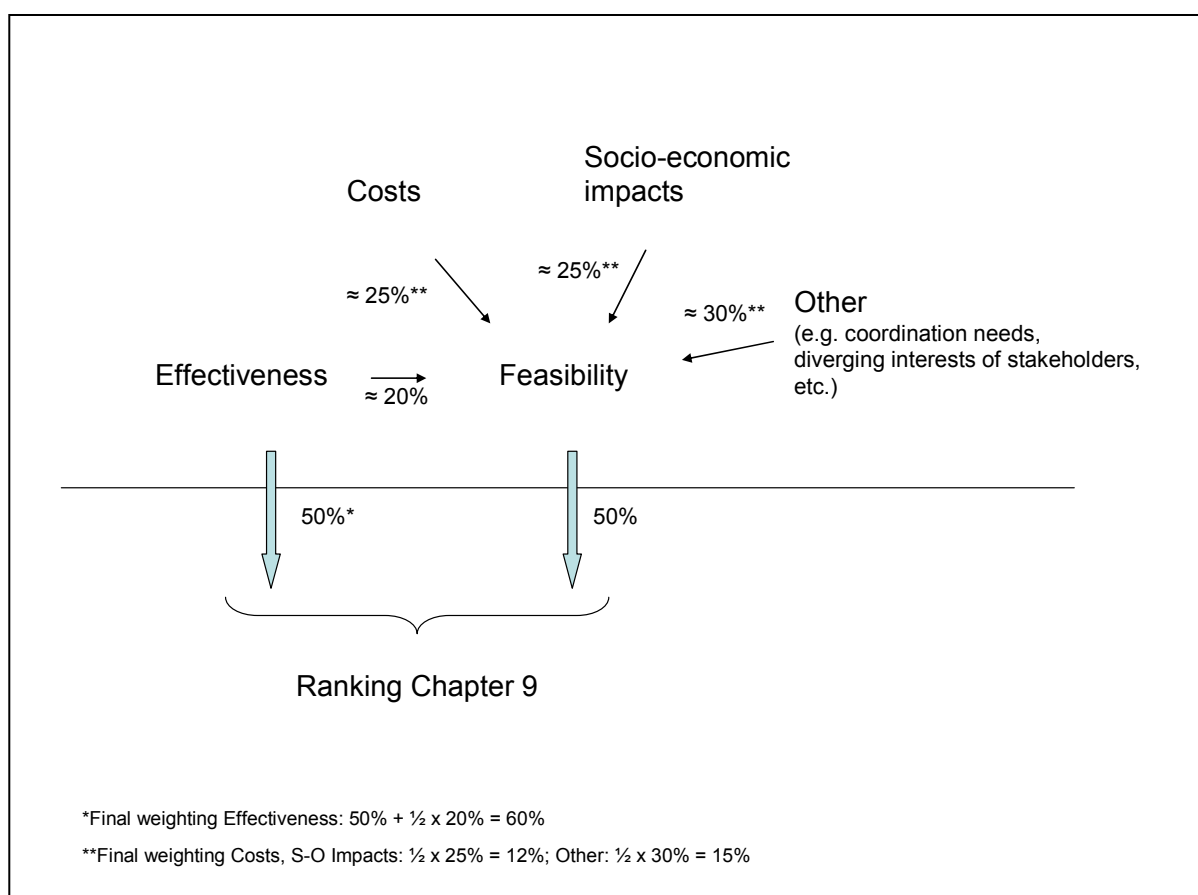 Socio-economic
impacts
Costs
≈ 25%**
≈ 25%**
≈ 30%**
Other
(e.g. coordination needs,
diverging interests of stakeholders,
etc.)
Effectiveness
≈ 20%
Feasibility
50%*
50%
Ranking Chapter 9
*Final weighting Effectiveness: 50% + ½ x 20% = 60%
**Final weighting Costs, S-O Impacts: ½ x 25% = 12%; Other: ½ x 30% = 15%